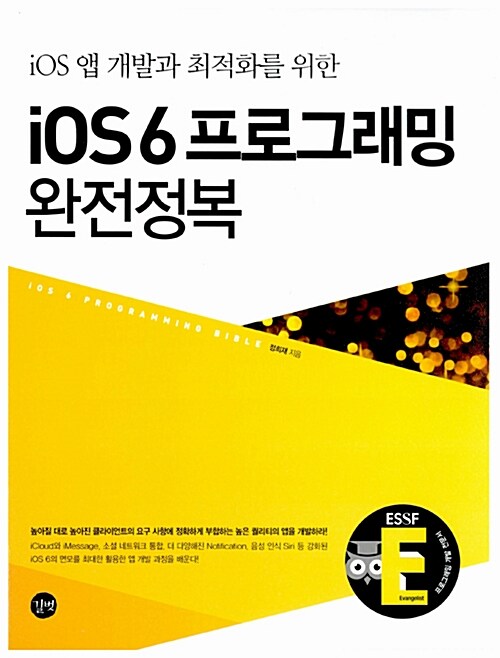 iOS 앱 개발과 최적화를 위한
iOS 6 프로그래밍
완전정복
iOS 6 PROGRAMMING BIBLE
정희재 지음
높아질 대로 높아진 클라이언트의 요구 사항에 정확하게 부합하는 높은 퀄리티의 앱을 개발하라!
iCloud와 iMessage, 소셜 네트워크 통합, 더 다양해진 Notification, 음성 인식 Siri 등 강화된
iOS 6의 면모를 최대한 활용한 앱 개발 과정을 배운다!
길벗
ESSF
E
Evangelist